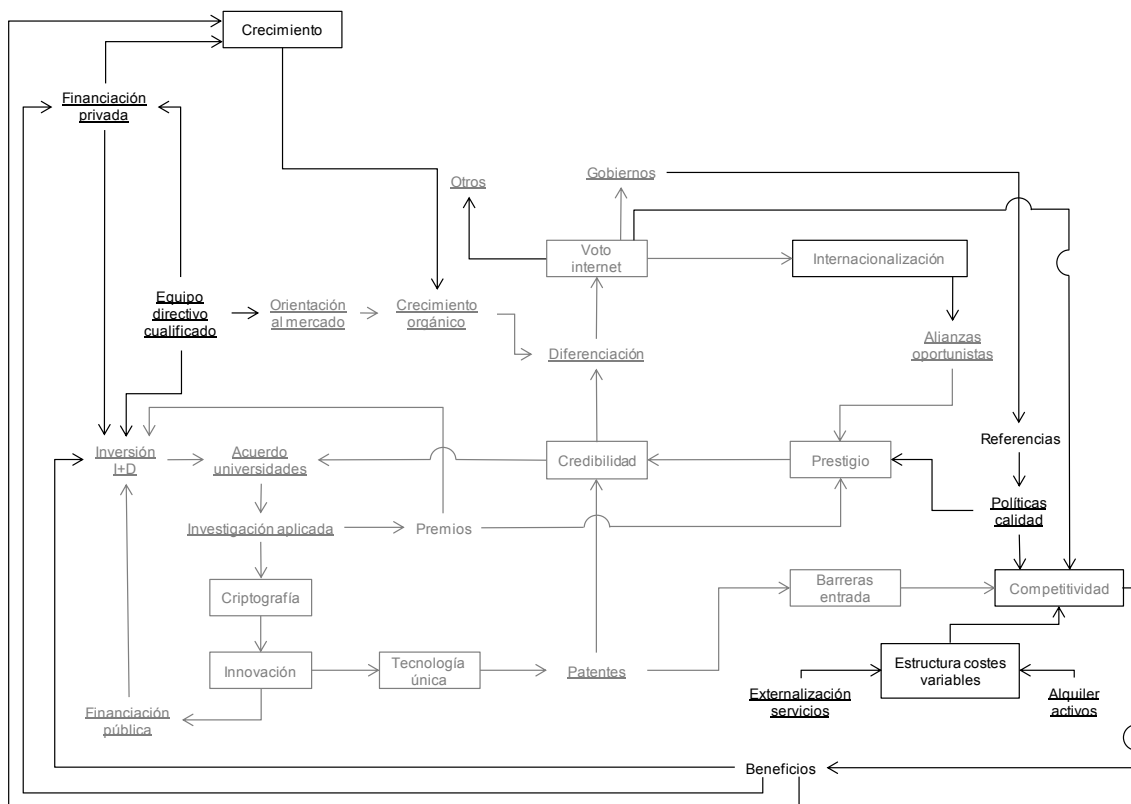 Crecimiento
Financiación
privada
Otros
Gobiernos
Voto
internet
Internacionalización
Equipo
directivo
cualificado
Orientación
al mercado
Crecimiento
orgánico
Diferenciación
Alianzas
oportunistas
Inversión
I+D
Acuerdo
universidades
Credibilidad
Prestigio
Referencias
Investigación aplicada
Premios
Políticas
calidad
Criptografía
Barreras
entrada
Competitividad
Innovación
Tecnología
única
Patentes
Estructura costes
variables
Externalización
servicios
Alquiler
activos
Financiación
pública
Beneficios